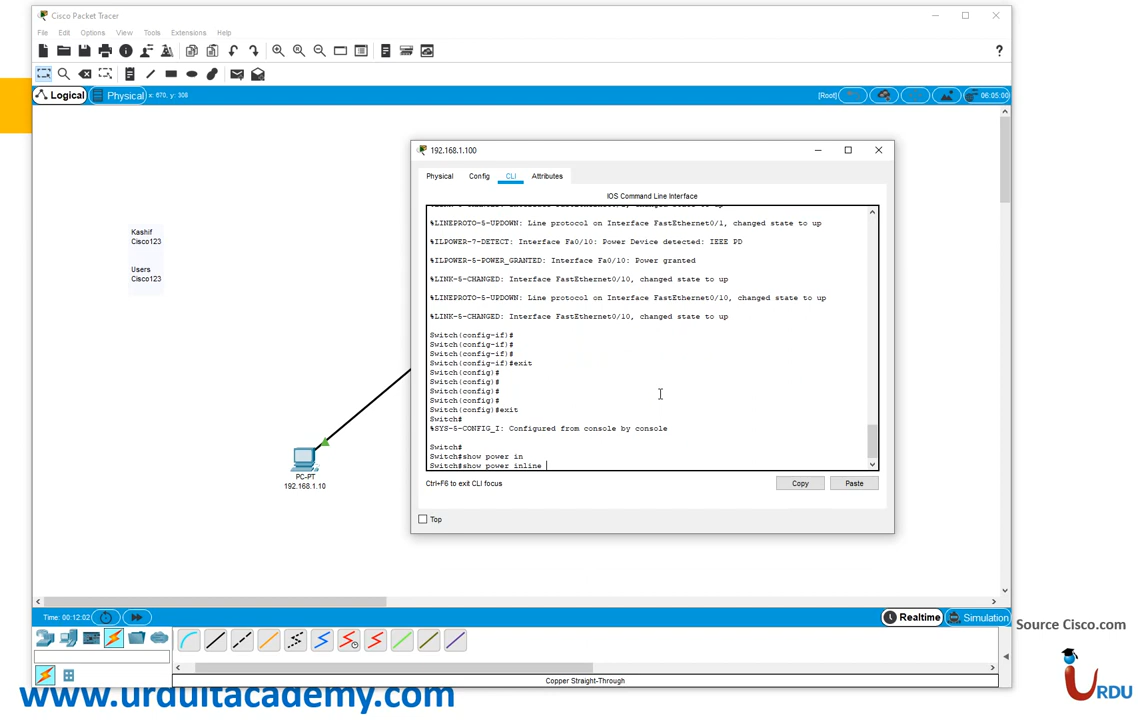 Cisco Packet Tracer
File Edit Options View Tools Extensions Help
?
Logical Physical x: 670, y: 308 [Root] 06:05:00
192.168.1.100
Physical Config CLI Attributes
IOS Command Line Interface
%LINEPROTO-5-UPDOWN: Line protocol on Interface FastEthernet0/1, changed state to up
%ILPOWER-7-DETECT: Interface Fa0/10: Power Device detected: IEEE PD
%ILPOWER-5-POWER_GRANTED: Interface Fa0/10: Power granted
%LINK-5-CHANGED: Interface FastEthernet0/10, changed state to up
%LINEPROTO-5-UPDOWN: Line protocol on Interface FastEthernet0/10, changed state to up
%LINK-5-CHANGED: Interface FastEthernet0/10, changed state to up
Switch(config-if)#
Switch(config-if)#
Switch(config-if)#
Switch(config-if)#exit
Switch(config)#
Switch(config)#
Switch(config)#
Switch(config)#
Switch(config)#exit
Switch#
%SYS-5-CONFIG_I: Configured from console by console
Switch#
Switch#show power in
Switch#show power inline
Ctrl+F6 to exit CLI focus
Copy Paste
Top
Kashif
Cisco123
Users
Cisco123
PC-PT
192.168.1.10
Time: 00:12:02
Realtime Simulation
Copper Straight-Through
Source Cisco.com
URDU
www.urduitacademy.com